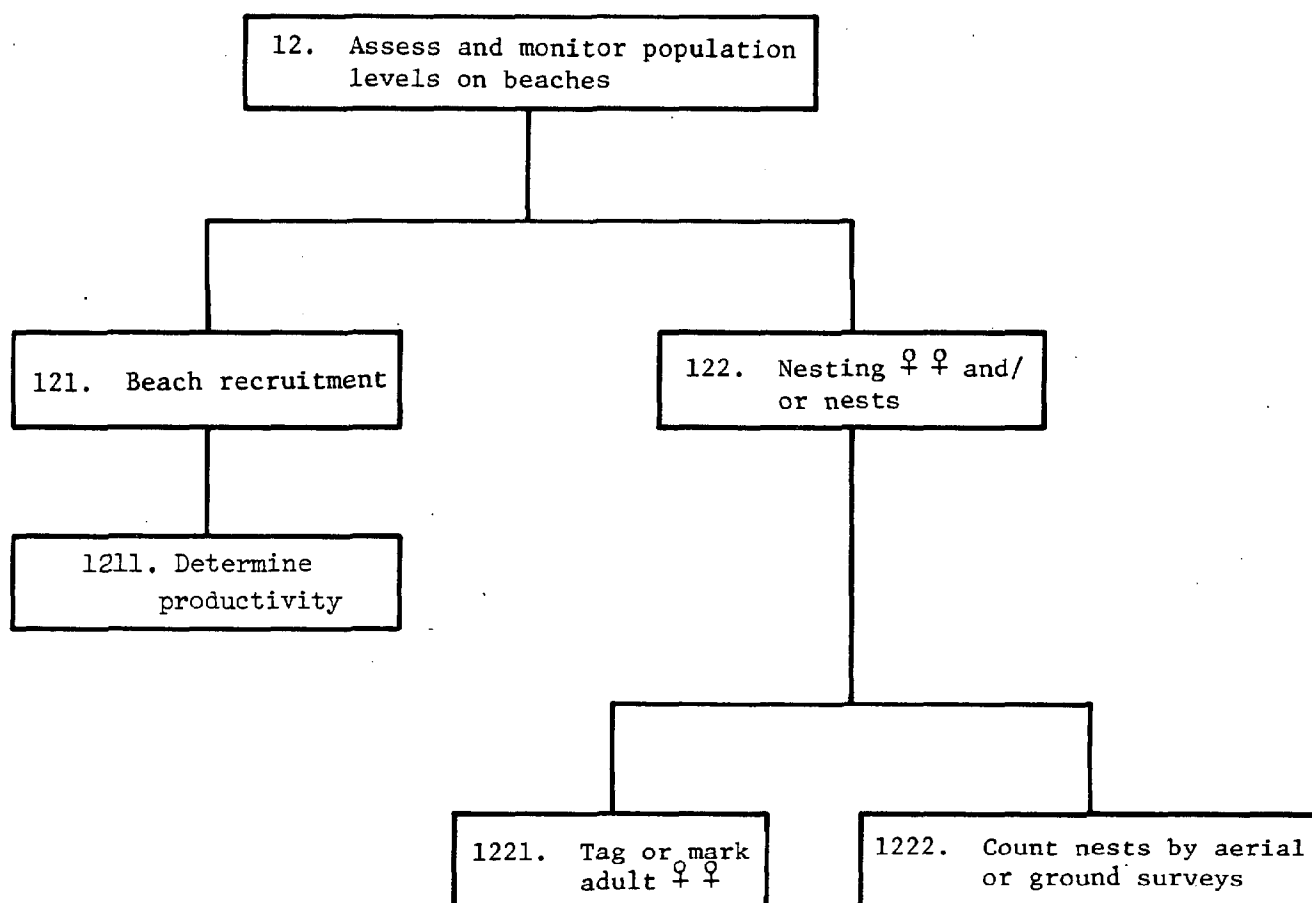 12. Assess and monitor population
levels on beaches
121. Beach recruitment
122. Nesting ♀ ♀ and/
or nests
1211. Determine
productivity
1221. Tag or mark
adult ♀ ♀
1222. Count nests by aerial
or ground surveys